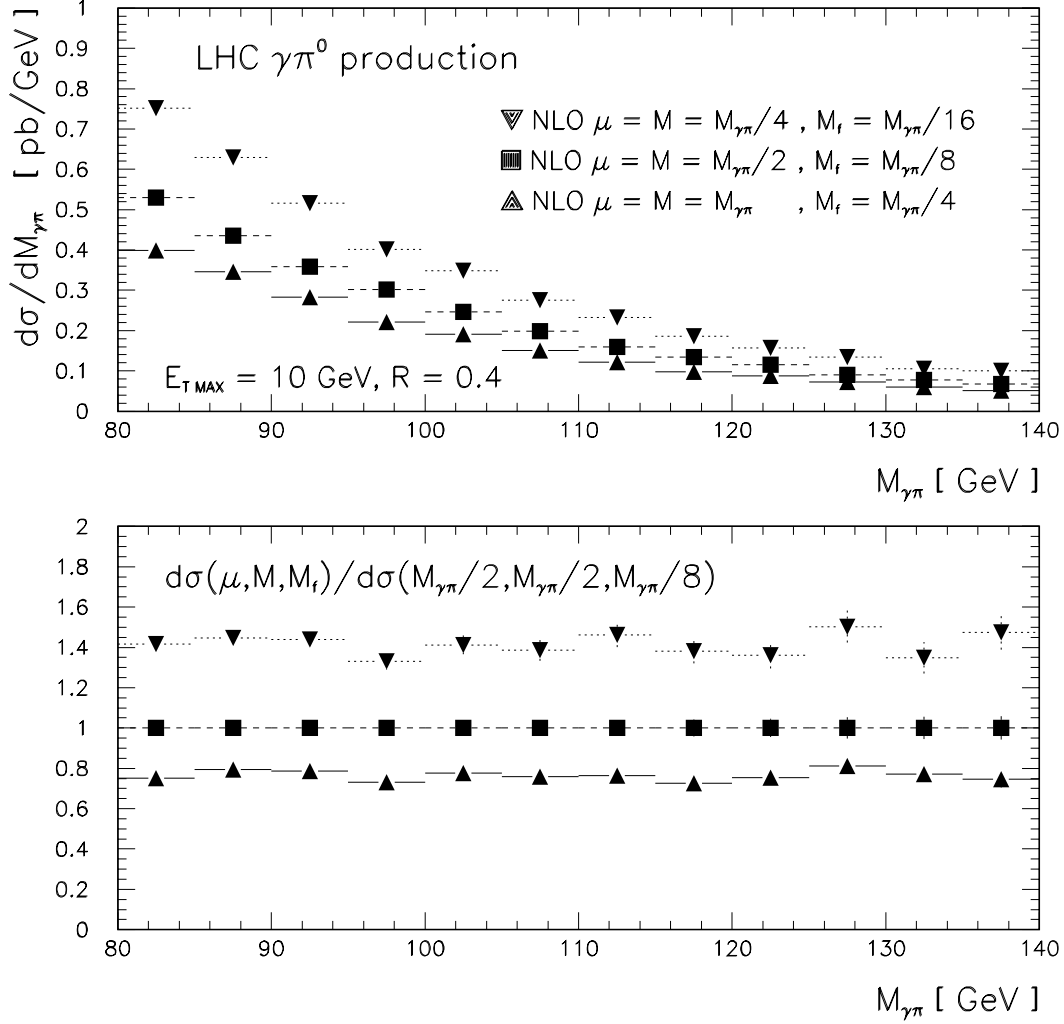 LHC γπ⁰ production
NLO μ = M = M_γπ/4 , M_f = M_γπ/16
NLO μ = M = M_γπ/2 , M_f = M_γπ/8
NLO μ = M = M_γπ , M_f = M_γπ/4
E_T MAX = 10 GeV, R = 0.4
dσ/dM_γπ [ pb/GeV ]
1
0.9
0.8
0.7
0.6
0.5
0.4
0.3
0.2
0.1
0
80 90 100 110 120 130 140
M_γπ [ GeV ]
dσ(μ,M,M_f)/dσ(M_γπ/2,M_γπ/2,M_γπ/8)
2
1.8
1.6
1.4
1.2
1
0.8
0.6
0.4
0.2
0
80 90 100 110 120 130 140
M_γπ [ GeV ]